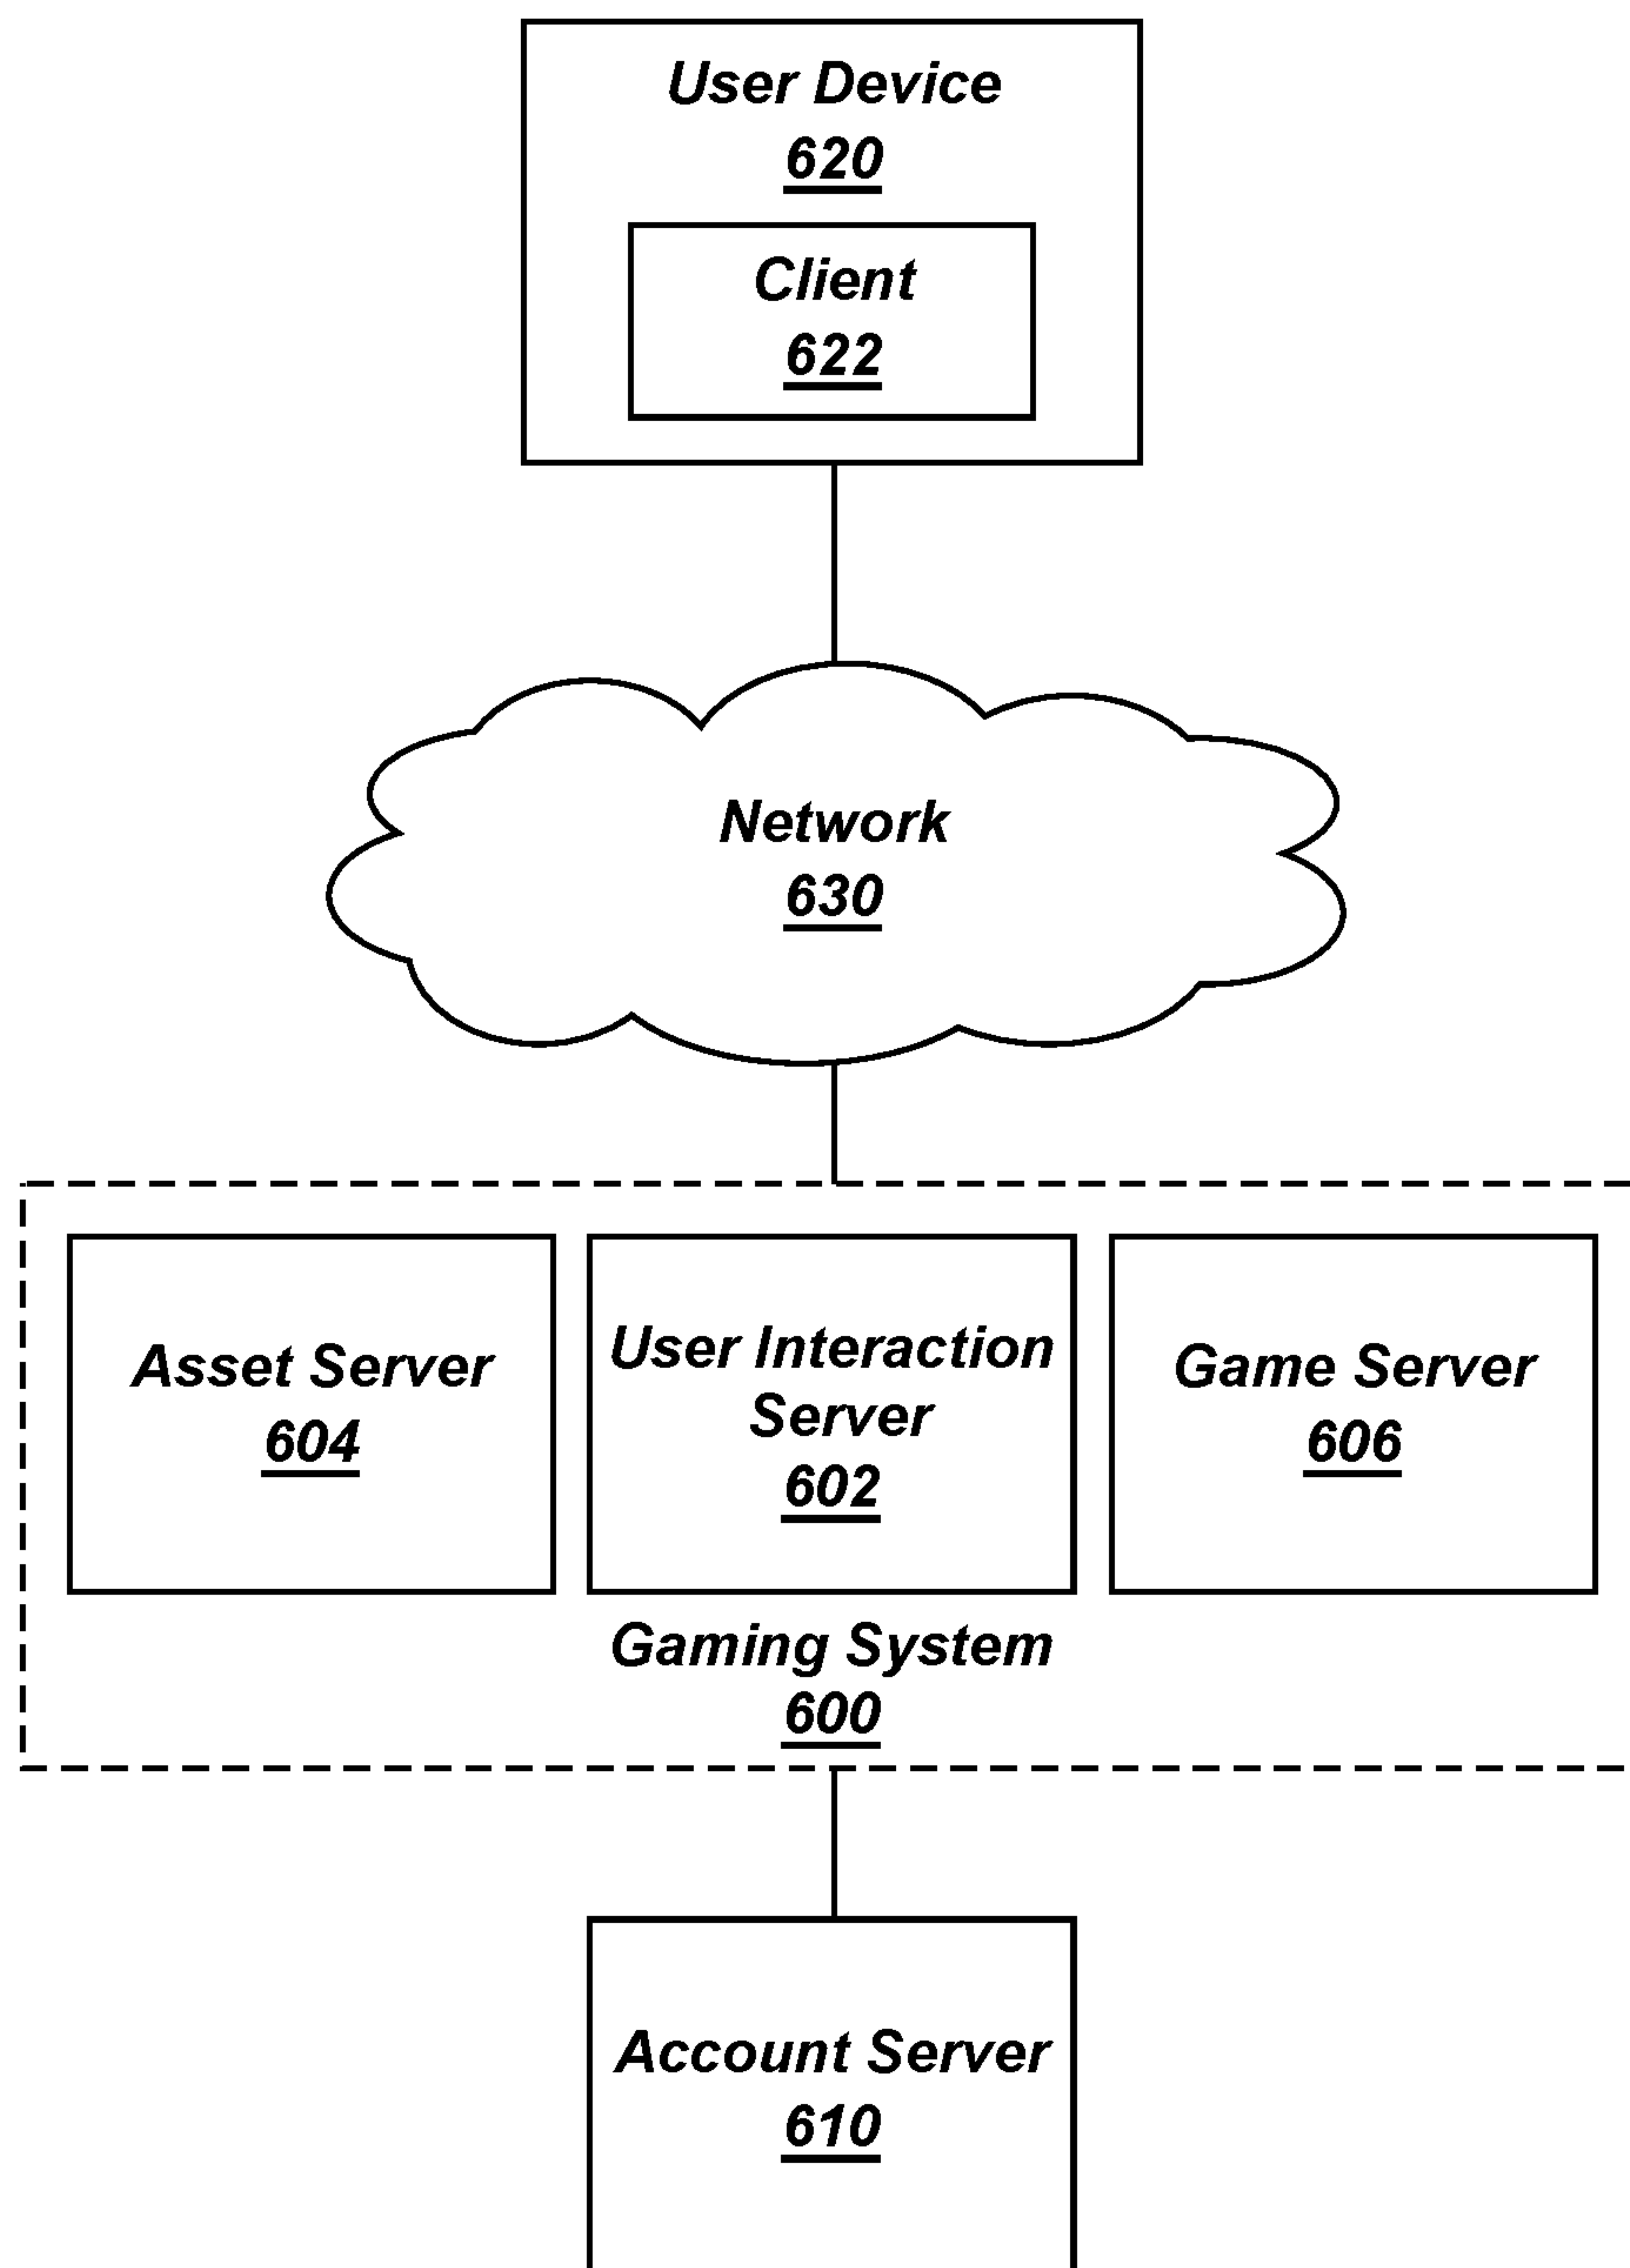 User Device
620
Client
622
Network
630
Asset Server
604
User Interaction
Server
602
Game Server
606
Gaming System
600
Account Server
610